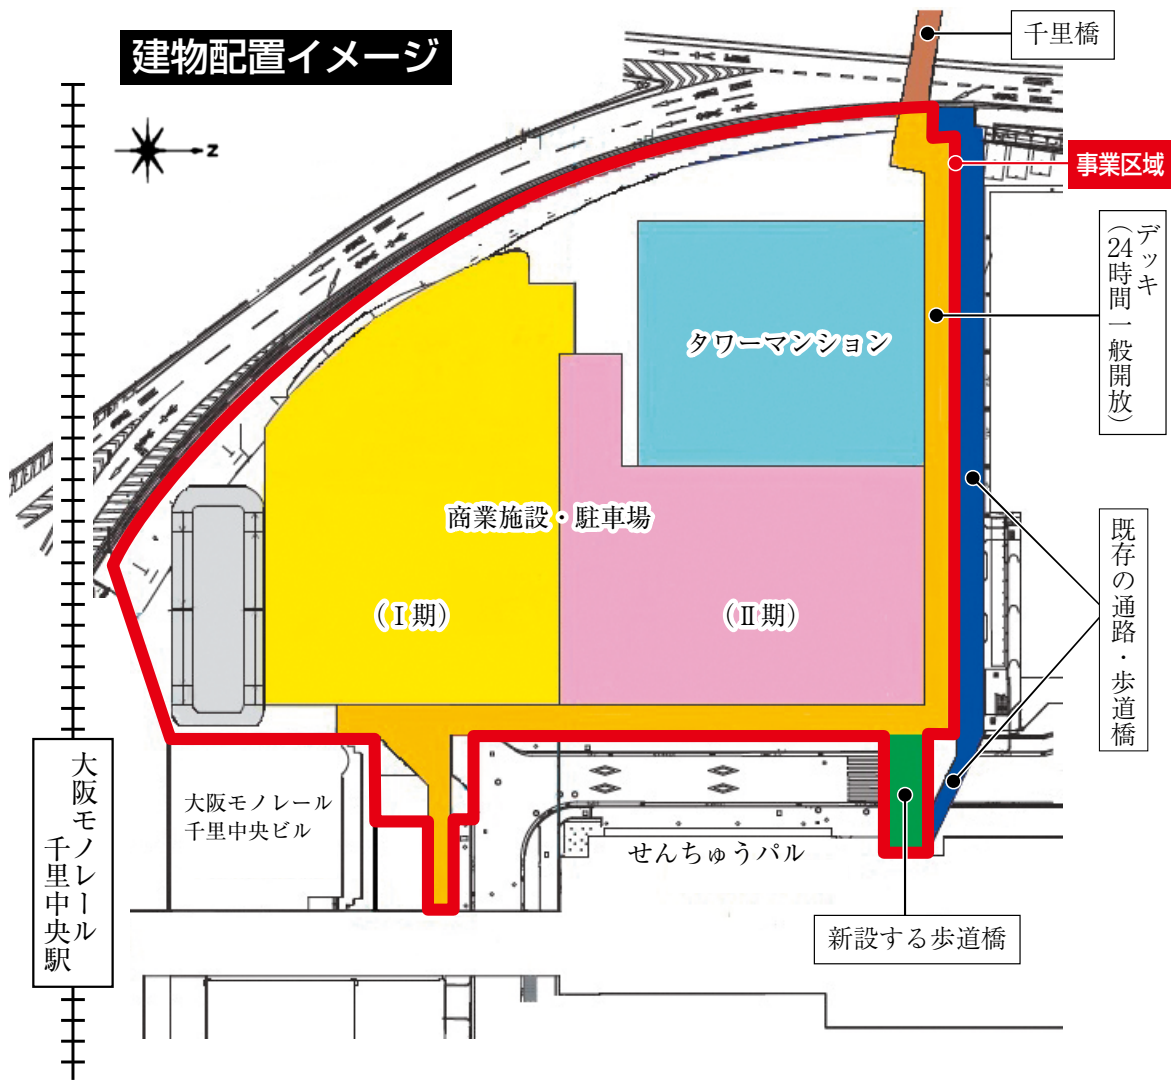 建物配置イメージ
千里橋
z
事業区域
デッキ
（24時間一般開放）
タワーマンション
商業施設・駐車場
（Ⅰ期）
（Ⅱ期）
既存の通路・歩道橋
大阪モノレール
千里中央駅
大阪モノレール
千里中央ビル
せんちゅうパル
新設する歩道橋